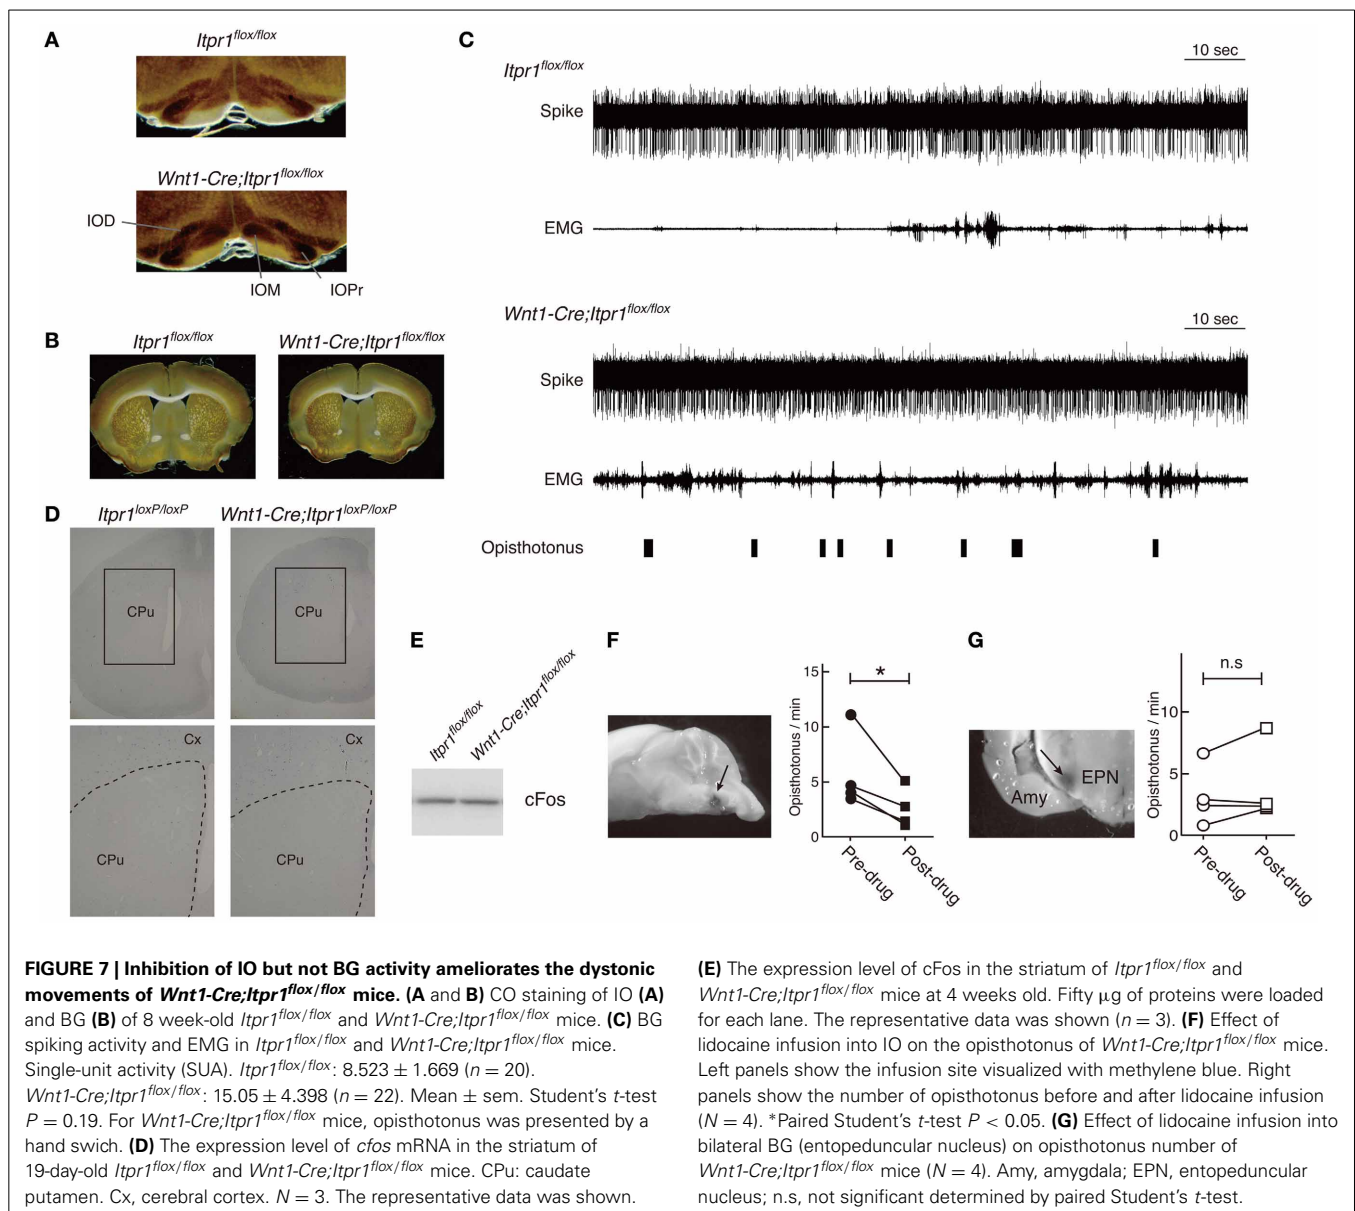 A
Itpr1flox/flox
Wnt1-Cre;Itpr1flox/flox
IOD
IOM
IOPr
B
Itpr1flox/flox
Wnt1-Cre;Itpr1flox/flox
C
10 sec
Itpr1flox/flox
Spike
EMG
Wnt1-Cre;Itpr1flox/flox
10 sec
Spike
EMG
Opisthotonus
D
Itpr1loxP/loxP
Wnt1-Cre;Itpr1loxP/loxP
CPu
CPu
Cx
CPu
Cx
CPu
E
Itpr1flox/flox
Wnt1-Cre;Itpr1flox/flox
cFos
F
Opisthotonus / min
15
10
5
0
*
Pre-drug
Post-drug
G
Amy
EPN
Opisthotonus / min
10
5
0
n.s
Pre-drug
Post-drug
FIGURE 7 | Inhibition of IO but not BG activity ameliorates the dystonic
movements of Wnt1-Cre;Itpr1flox/flox mice. (A and B) CO staining of IO (A)
and BG (B) of 8 week-old Itpr1flox/flox and Wnt1-Cre;Itpr1flox/flox mice. (C) BG
spiking activity and EMG in Itpr1flox/flox and Wnt1-Cre;Itpr1flox/flox mice.
Single-unit activity (SUA). Itpr1flox/flox: 8.523 ± 1.669 (n = 20).
Wnt1-Cre;Itpr1flox/flox: 15.05 ± 4.398 (n = 22). Mean ± sem. Student's t-test
P = 0.19. For Wnt1-Cre;Itpr1flox/flox mice, opisthotonus was presented by a
hand swich. (D) The expression level of cfos mRNA in the striatum of
19-day-old Itpr1flox/flox and Wnt1-Cre;Itpr1flox/flox mice. CPu: caudate
putamen. Cx, cerebral cortex. N = 3. The representative data was shown.
(E) The expression level of cFos in the striatum of Itpr1flox/flox and
Wnt1-Cre;Itpr1flox/flox mice at 4 weeks old. Fifty μg of proteins were loaded
for each lane. The representative data was shown (n = 3). (F) Effect of
lidocaine infusion into IO on the opisthotonus of Wnt1-Cre;Itpr1flox/flox mice.
Left panels show the infusion site visualized with methylene blue. Right
panels show the number of opisthotonus before and after lidocaine infusion
(N = 4). *Paired Student's t-test P < 0.05. (G) Effect of lidocaine infusion into
bilateral BG (entopeduncular nucleus) on opisthotonus number of
Wnt1-Cre;Itpr1flox/flox mice (N = 4). Amy, amygdala; EPN, entopeduncular
nucleus; n.s, not significant determined by paired Student's t-test.